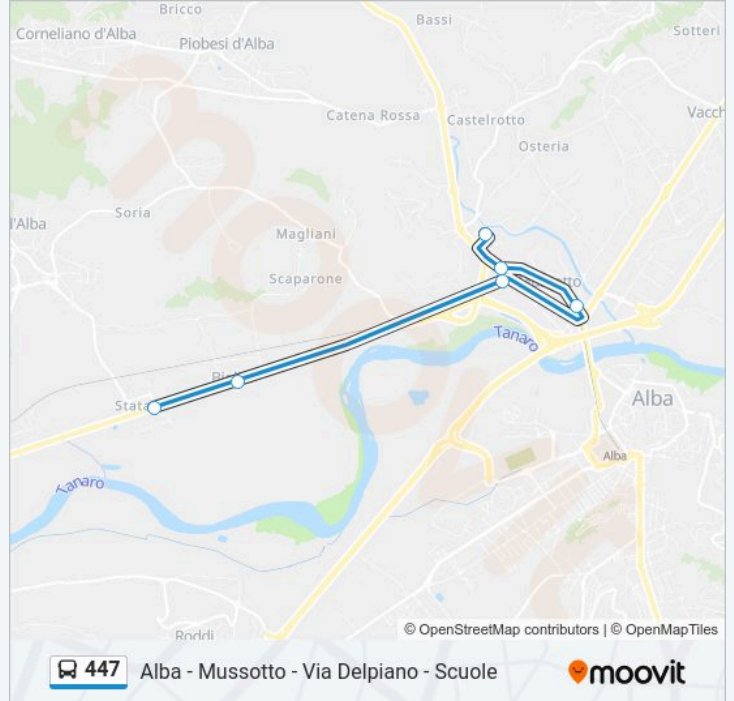 Bricco
Bassi
Corneliano d'Alba
Piobesi d'Alba
Sotteri
Catena Rossa
Castelrotto
Vacch
Osteria
l'Alba
Soria
Magliani
Scaparone
Tanaro
Stata
Alba
Alba
Tanaro
Roddi
© OpenStreetMap contributors | © OpenMapTiles
447 Alba - Mussotto - Via Delpiano - Scuole
moovit